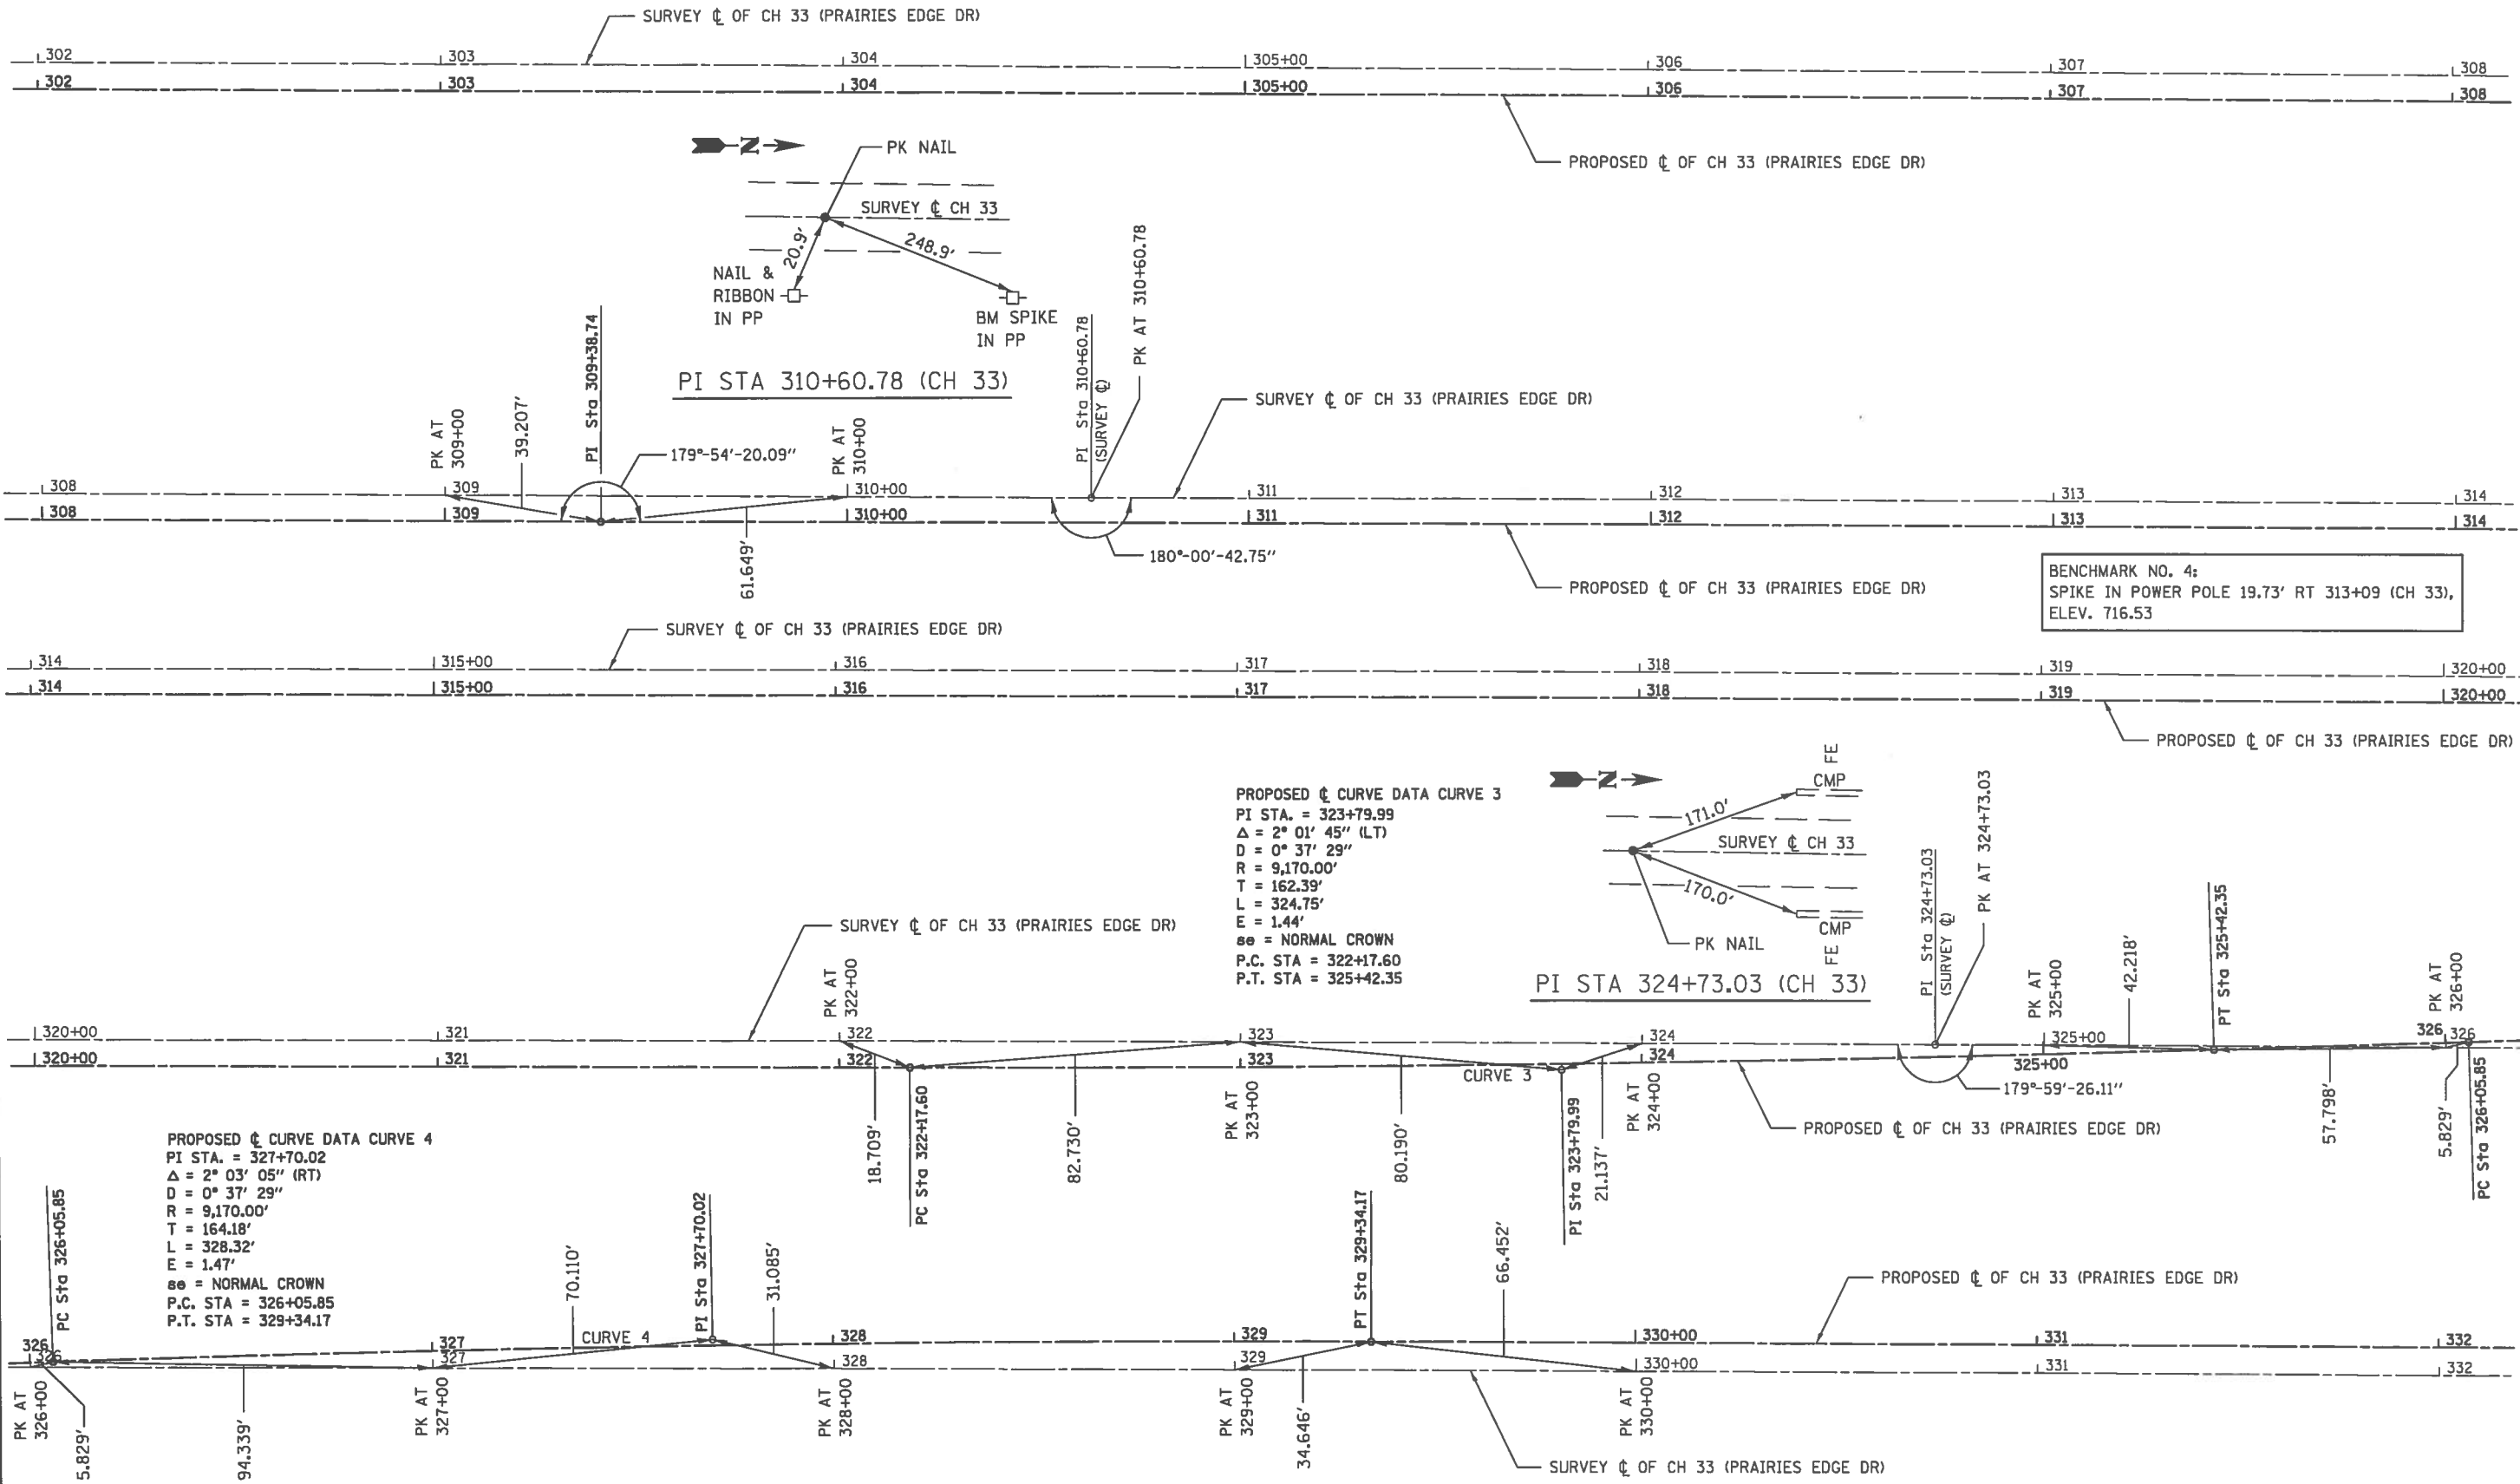 SURVEY ℄ OF CH 33 (PRAIRIES EDGE DR)
302 303 304 305+00 306 307 308
302 303 304 305+00 306 307 308
PROPOSED ℄ OF CH 33 (PRAIRIES EDGE DR)
N
PK NAIL
SURVEY ℄ CH 33
20.9'
248.9'
NAIL &
RIBBON
IN PP
BM SPIKE
IN PP
PI STA 310+60.78 (CH 33)
PK AT
309+00
39.207'
PI Sta 309+38.74
179°-54'-20.09"
PK AT
310+00
61.649'
PI Sta 310+60.78
(SURVEY ℄)
PK AT 310+60.78
180°-00'-42.75"
SURVEY ℄ OF CH 33 (PRAIRIES EDGE DR)
308 309 310+00 311 312 313 314
308 309 310+00 311 312 313 314
PROPOSED ℄ OF CH 33 (PRAIRIES EDGE DR)
BENCHMARK NO. 4:
SPIKE IN POWER POLE 19.73' RT 313+09 (CH 33),
ELEV. 716.53
SURVEY ℄ OF CH 33 (PRAIRIES EDGE DR)
314 315+00 316 317 318 319 320+00
314 315+00 316 317 318 319 320+00
PROPOSED ℄ OF CH 33 (PRAIRIES EDGE DR)
PROPOSED ℄ CURVE DATA CURVE 3
PI STA. = 323+79.99
Δ = 2° 01' 45" (LT)
D = 0° 37' 29"
R = 9,170.00'
T = 162.39'
L = 324.75'
E = 1.44'
se = NORMAL CROWN
P.C. STA = 322+17.60
P.T. STA = 325+42.35
N
FE
CMP
171.0'
SURVEY ℄ CH 33
170.0'
CMP
FE
PK NAIL
PI STA 324+73.03 (CH 33)
SURVEY ℄ OF CH 33 (PRAIRIES EDGE DR)
PK AT
322+00
PI Sta 324+73.03
(SURVEY ℄)
PK AT 324+73.03
PK AT
325+00
42.218'
PT Sta 325+42.35
PK AT
326+00
320+00 321 322 323 324 325+00 326
320+00 321 322 323 324 325+00 326
CURVE 3
18.709'
PC Sta 322+17.60
82.730'
PK AT
323+00
80.190'
PI Sta 323+79.99
21.137'
PK AT
324+00
179°-59'-26.11"
PROPOSED ℄ OF CH 33 (PRAIRIES EDGE DR)
57.798'
5.829'
PC Sta 326+05.85
PROPOSED ℄ CURVE DATA CURVE 4
PI STA. = 327+70.02
Δ = 2° 03' 05" (RT)
D = 0° 37' 29"
R = 9,170.00'
T = 164.18'
L = 328.32'
E = 1.47'
se = NORMAL CROWN
P.C. STA = 326+05.85
P.T. STA = 329+34.17
PC Sta 326+05.85
70.110'
PI Sta 327+70.02
31.085'
PT Sta 329+34.17
66.452'
PROPOSED ℄ OF CH 33 (PRAIRIES EDGE DR)
CURVE 4
326 327 328 329 330+00 331 332
326 327 328 329 330+00 331 332
PK AT
326+00
5.829'
94.339'
PK AT
327+00
PK AT
328+00
PK AT
329+00
34.646'
PK AT
330+00
SURVEY ℄ OF CH 33 (PRAIRIES EDGE DR)